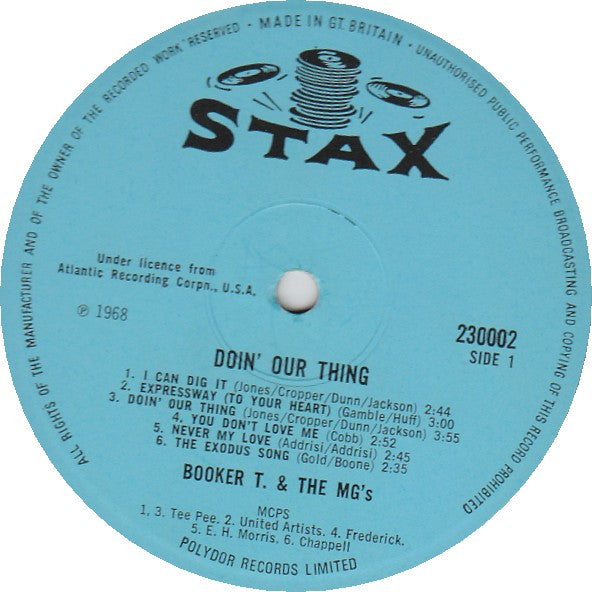 ALL RIGHTS OF THE MANUFACTURER AND OF THE OWNER OF THE RECORDED WORK RESERVED - MADE IN GT. BRITAIN - UNAUTHORISED PUBLIC PERFORMANCE BROADCASTING AND COPYING OF THIS RECORD PROHIBITED
STAX
Under licence from
Atlantic Recording Corpn., U.S.A.
℗ 1968
230002
SIDE 1
DOIN' OUR THING
1. I CAN DIG IT (Jones/Cropper/Dunn/Jackson) 2:44
2. EXPRESSWAY (TO YOUR HEART) (Gamble/Huff) 3:00
3. DOIN' OUR THING (Jones/Cropper/Dunn/Jackson) 3:55
4. YOU DON'T LOVE ME (Cobb) 2:52
5. NEVER MY LOVE (Addrisi/Addrisi) 2:45
6. THE EXODUS SONG (Gold/Boone) 2:35
BOOKER T. & THE MG's
MCPS
1, 3. Tee Pee. 2. United Artists. 4. Frederick.
5. E. H. Morris. 6. Chappell
POLYDOR RECORDS LIMITED